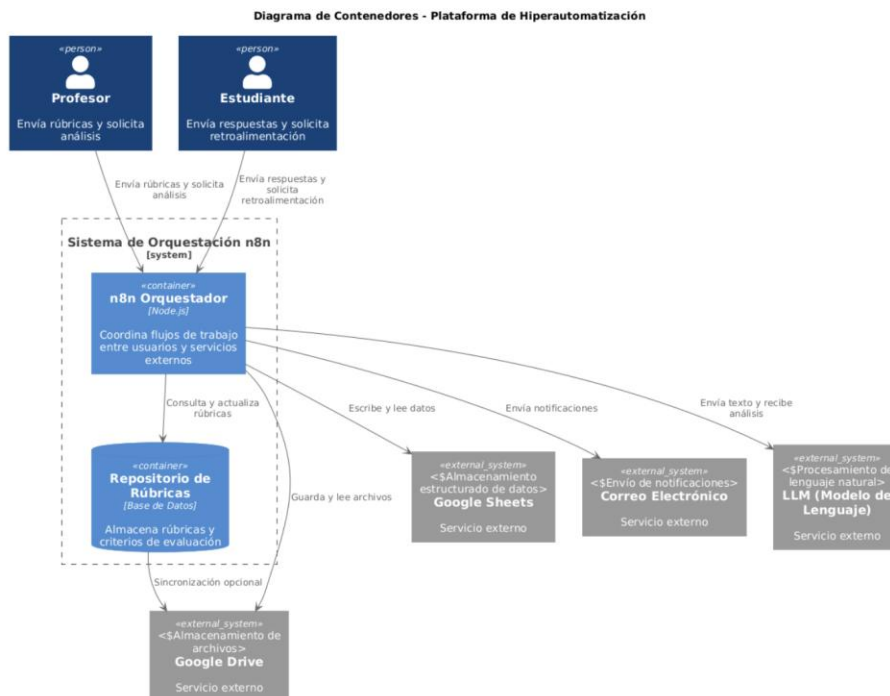 Diagrama de Contenedores - Plataforma de Hiperautomatización
«person»
Profesor
Envía rúbricas y solicita
análisis
«person»
Estudiante
Envía respuestas y solicita
retroalimentación
Envía rúbricas y solicita
análisis
Envía respuestas y
solicita
retroalimentación
Sistema de Orquestación n8n
[system]
«container»
n8n Orquestador
[Node.js]
Coordina flujos de trabajo
entre usuarios y servicios
externos
Consulta y actualiza
rúbricas
Escribe y lee datos
Envía notificaciones
Envía texto y recibe
análisis
«container»
Repositorio de
Rúbricas
[Base de Datos]
Almacena rúbricas y
criterios de evaluación
Guarda y lee archivos
«external_system»
<$Almacenamiento
estructurado de datos>
Google Sheets
Servicio externo
«external_system»
<$Envío de notificaciones>
Correo Electrónico
Servicio externo
«external_system»
<$Procesamiento de
lenguaje natural>
LLM (Modelo de
Lenguaje)
Servicio externo
Sincronización opcional
«external_system»
<$Almacenamiento de
archivos>
Google Drive
Servicio externo